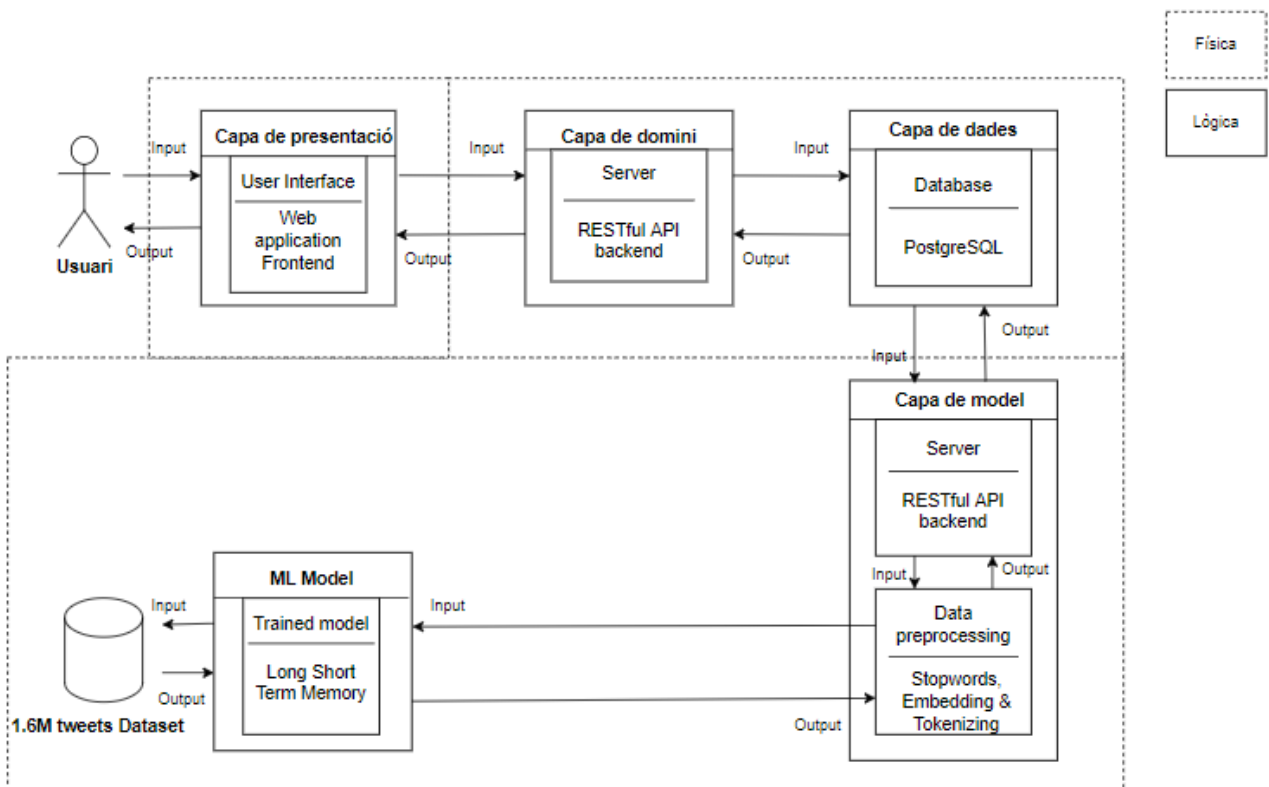 Física
Lògica
Capa de presentació
User Interface
Web
application
Frontend
Input
Output
Usuari
Input
Output
Capa de domini
Server
RESTful API
backend
Input
Output
Capa de dades
Database
PostgreSQL
Input
Output
Capa de model
Server
RESTful API
backend
Input
Output
Data
preprocessing
Stopwords,
Embedding &
Tokenizing
ML Model
Trained model
Long Short
Term Memory
Input
Output
Input
Output
1.6M tweets Dataset